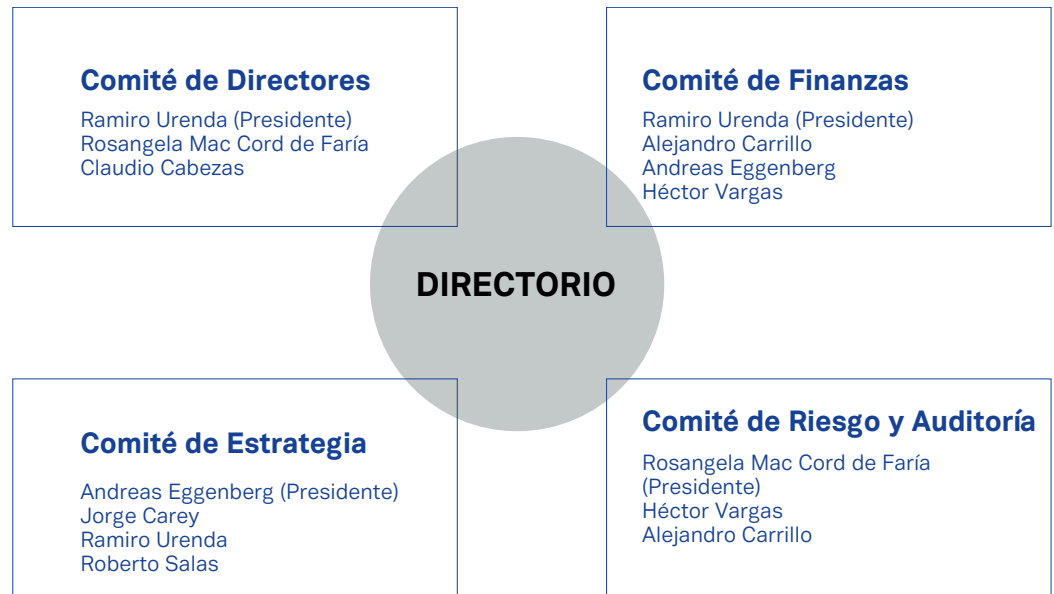 Comité de Directores
Ramiro Urenda (Presidente)
Rosangela Mac Cord de Faría
Claudio Cabezas
Comité de Finanzas
Ramiro Urenda (Presidente)
Alejandro Carrillo
Andreas Eggenberg
Héctor Vargas
DIRECTORIO
Comité de Estrategia
Andreas Eggenberg (Presidente)
Jorge Carey
Ramiro Urenda
Roberto Salas
Comité de Riesgo y Auditoría
Rosangela Mac Cord de Faría
(Presidente)
Héctor Vargas
Alejandro Carrillo